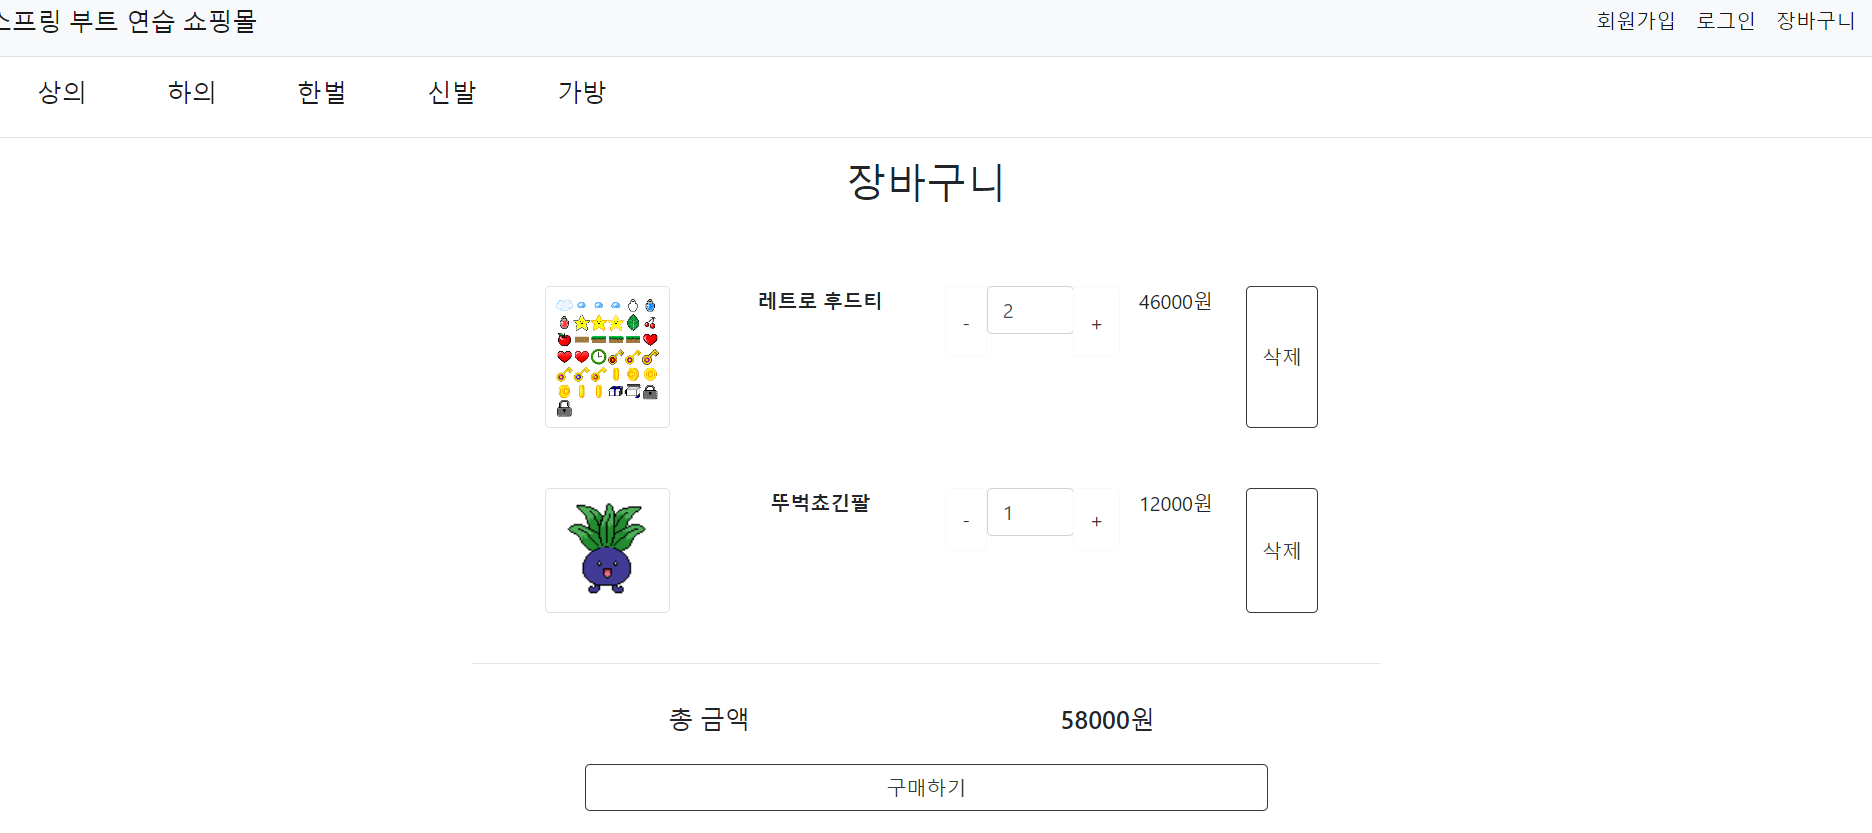 스프링 부트 연습 쇼핑몰
회원가입 로그인 장바구니
상의 하의 한벌 신발 가방
장바구니
레트로 후드티 - 2 + 46000원 삭제
뚜벅쵸긴팔 - 1 + 12000원 삭제
총 금액 58000원
구매하기